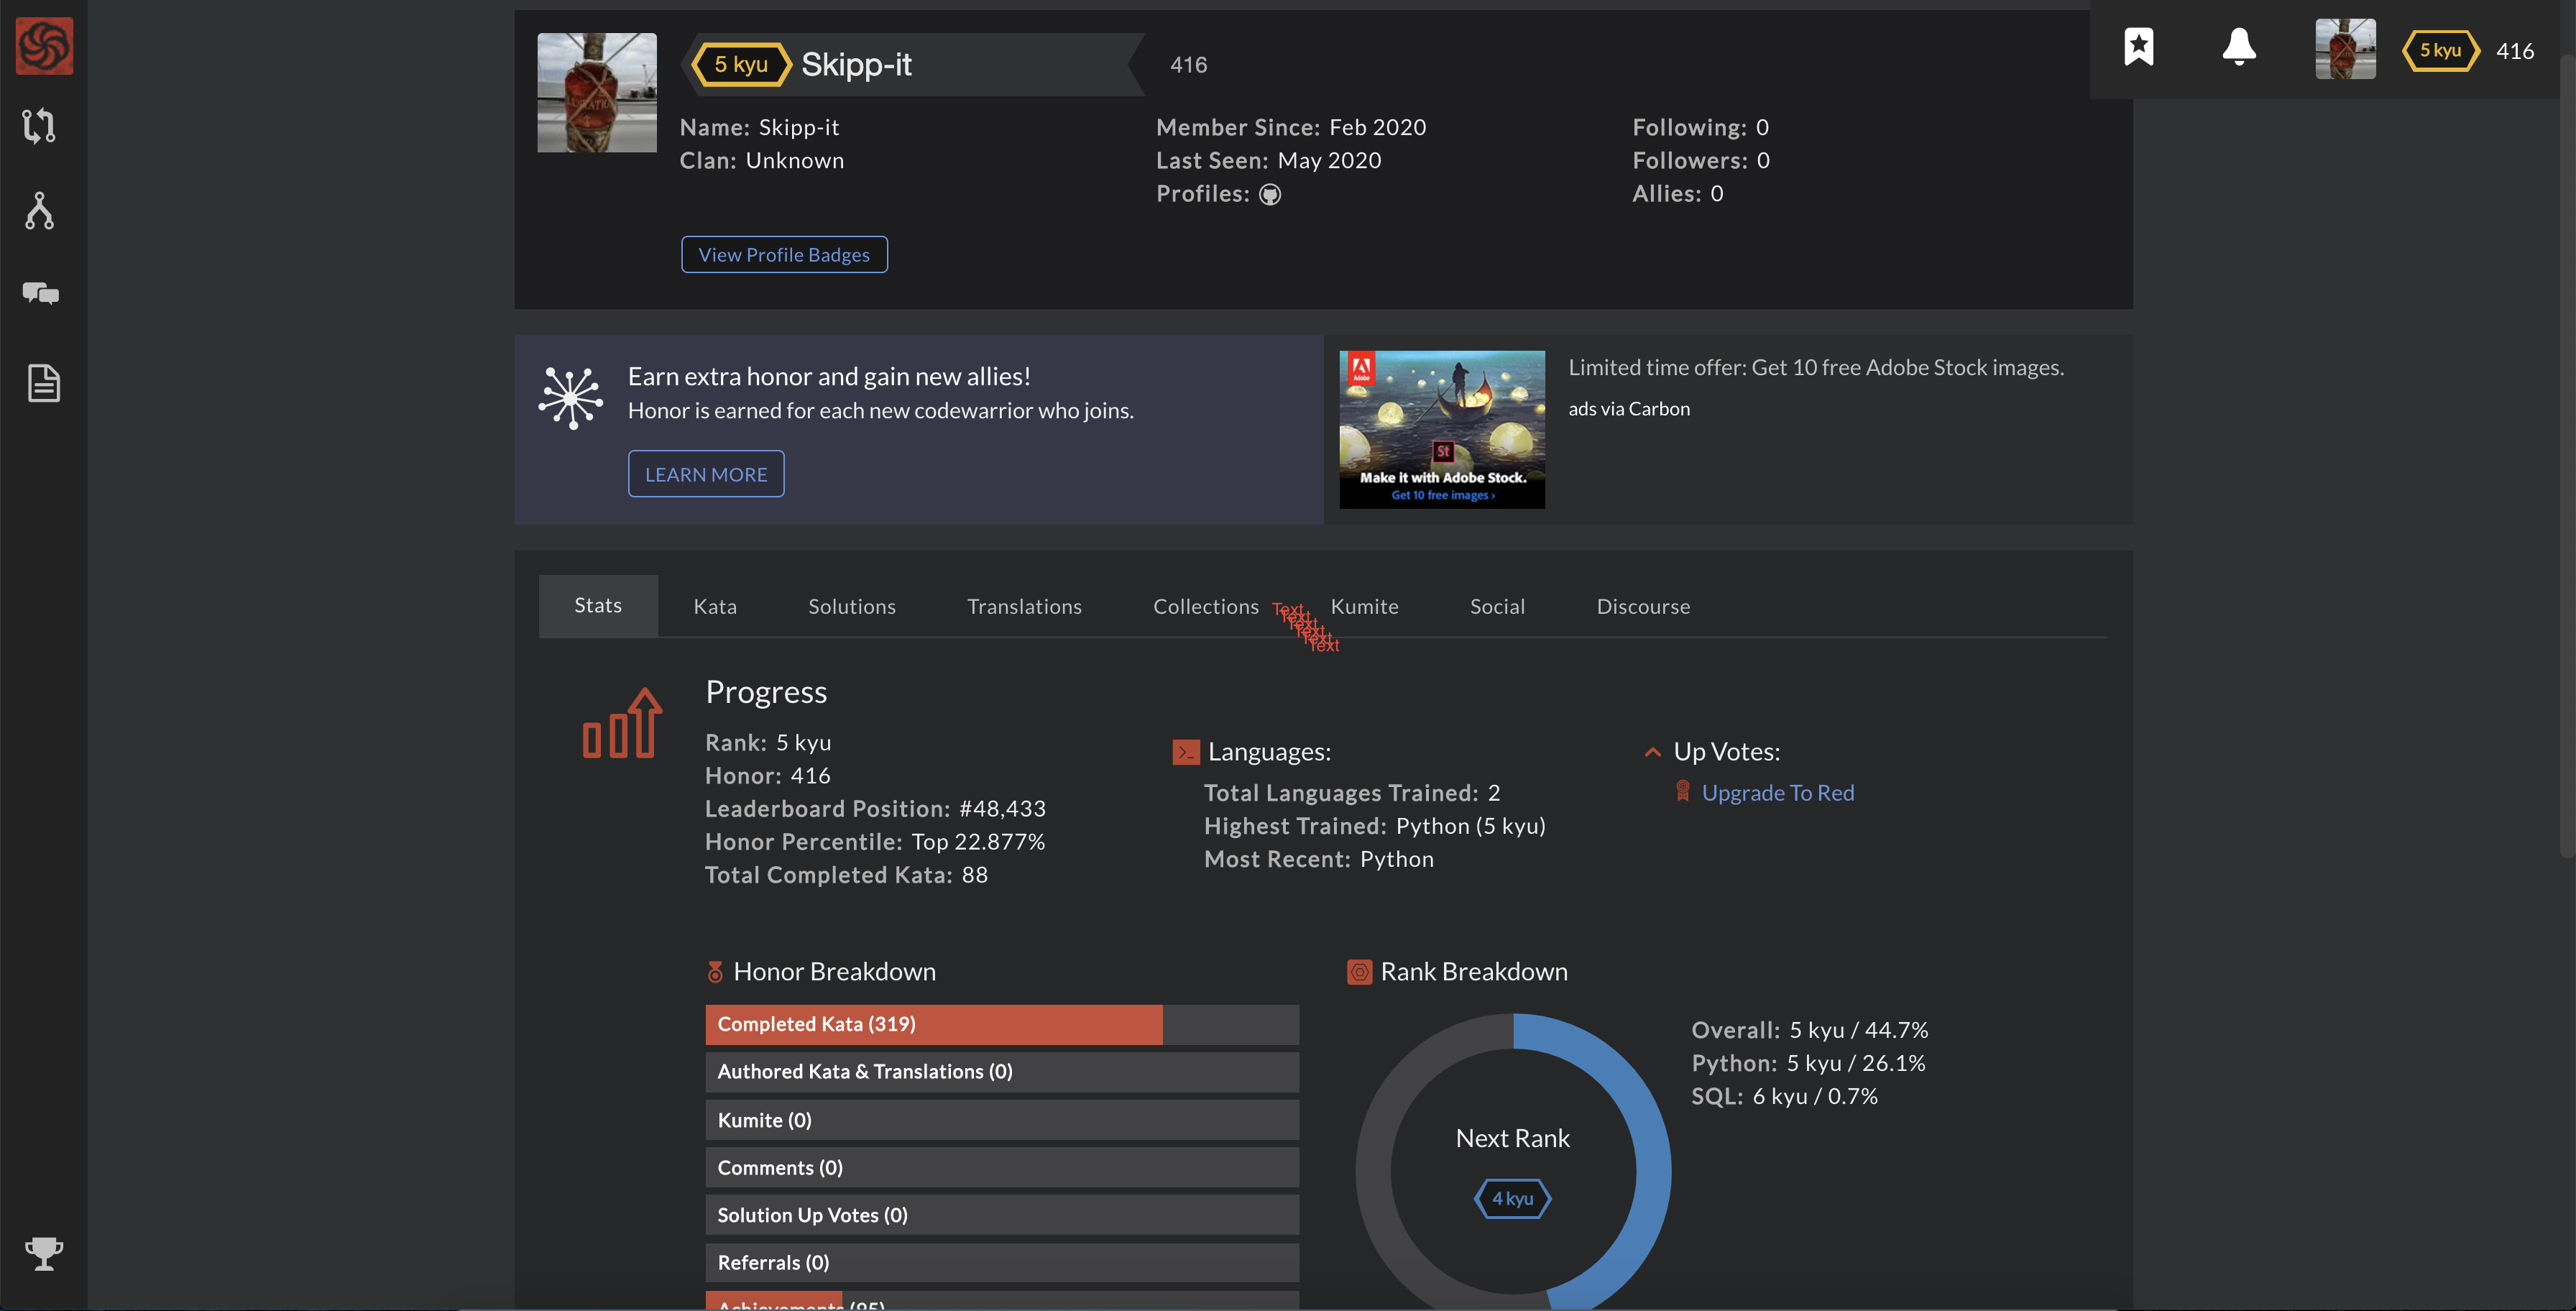 5 kyu Skipp-it 416
5 kyu 416
Name: Skipp-it
Clan: Unknown
Member Since: Feb 2020
Last Seen: May 2020
Profiles:
Following: 0
Followers: 0
Allies: 0
View Profile Badges
Earn extra honor and gain new allies!
Honor is earned for each new codewarrior who joins.
LEARN MORE
Adobe
St
Make it with Adobe Stock.
Get 10 free images ›
Limited time offer: Get 10 free Adobe Stock images.
ads via Carbon
Stats Kata Solutions Translations Collections Kumite Social Discourse
Text
Text
Text
Text
Text
Text
Progress
Rank: 5 kyu
Honor: 416
Leaderboard Position: #48,433
Honor Percentile: Top 22.877%
Total Completed Kata: 88
Languages:
Total Languages Trained: 2
Highest Trained: Python (5 kyu)
Most Recent: Python
Up Votes:
Upgrade To Red
Honor Breakdown
Completed Kata (319)
Authored Kata & Translations (0)
Kumite (0)
Comments (0)
Solution Up Votes (0)
Referrals (0)
Achievements (95)
Rank Breakdown
Next Rank
4 kyu
Overall: 5 kyu / 44.7%
Python: 5 kyu / 26.1%
SQL: 6 kyu / 0.7%